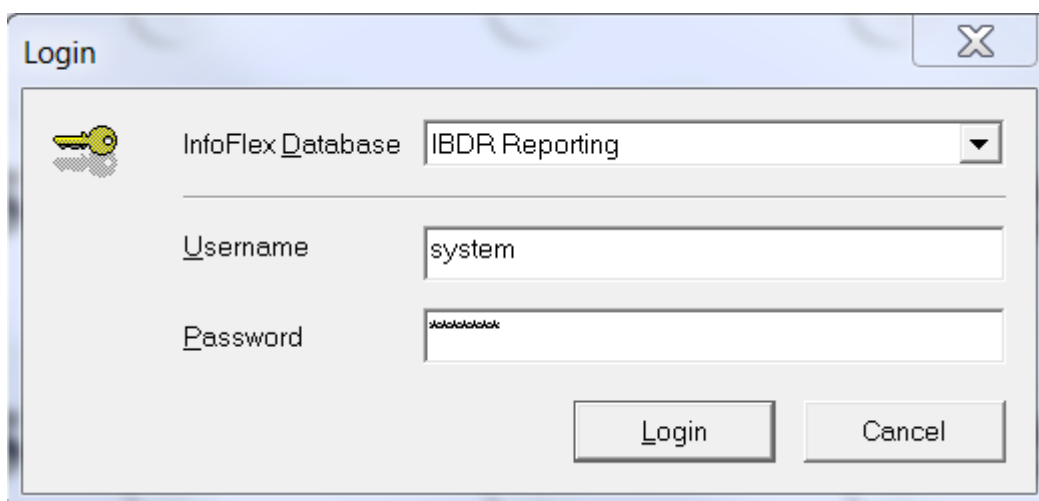 Login
InfoFlex Database IBDR Reporting
Username system
Password ********
Login Cancel